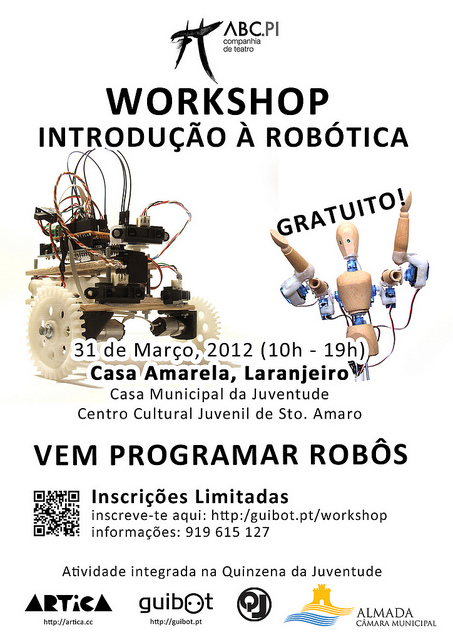 ABC.PI
companhia
de teatro
WORKSHOP
INTRODUÇÃO À ROBÓTICA
GRATUITO!
31 de Março, 2012 (10h - 19h)
Casa Amarela, Laranjeiro
Casa Municipal da Juventude
Centro Cultural Juvenil de Sto. Amaro
VEM PROGRAMAR ROBÔS
Inscrições Limitadas
inscreve-te aqui: http:/guibot.pt/workshop
informações: 919 615 127
Atividade integrada na Quinzena da Juventude
ARTiCA
http://artica.cc
guibot
http://guibot.pt
QJ
ALMADA
CÂMARA MUNICIPAL